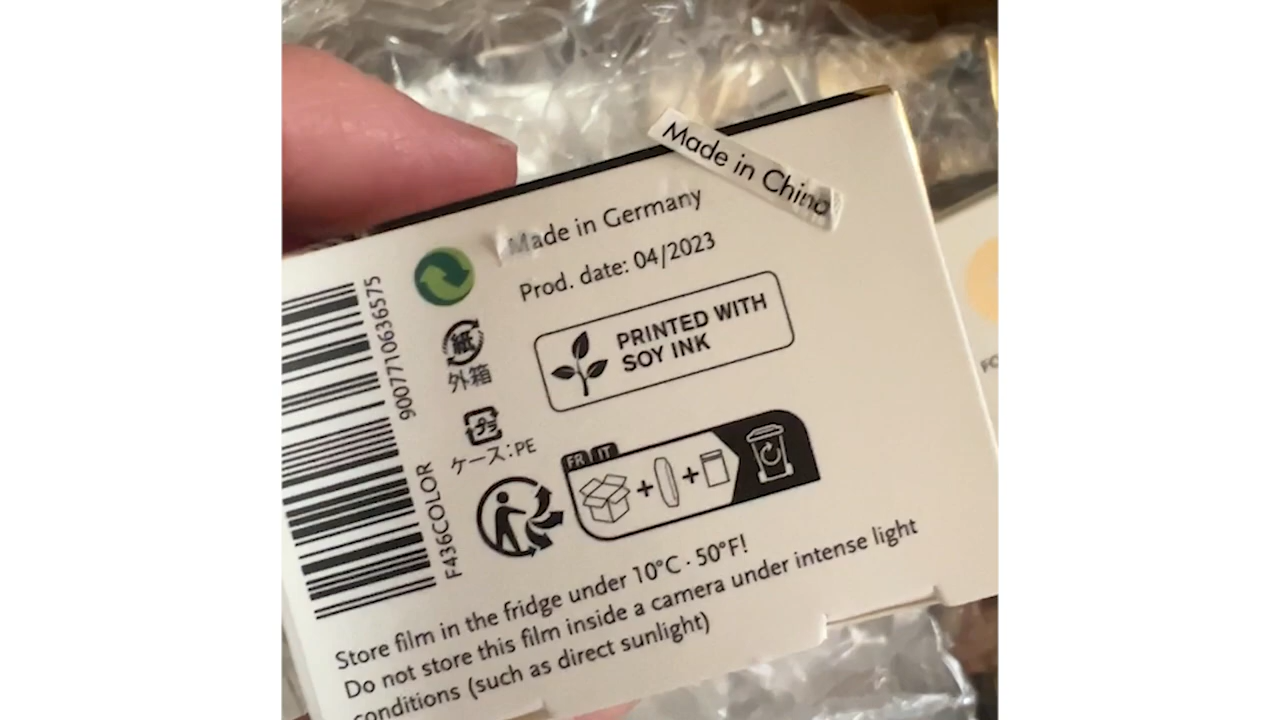 Made in China
Made in Germany
Prod. date: 04/2023
PRINTED WITH
SOY INK
9007710636575
F436COLOR
紙
外箱
プラ
ケース:PE
FR IT
Store film in the fridge under 10°C · 50°F!
Do not store this film inside a camera under intense light
conditions (such as direct sunlight)